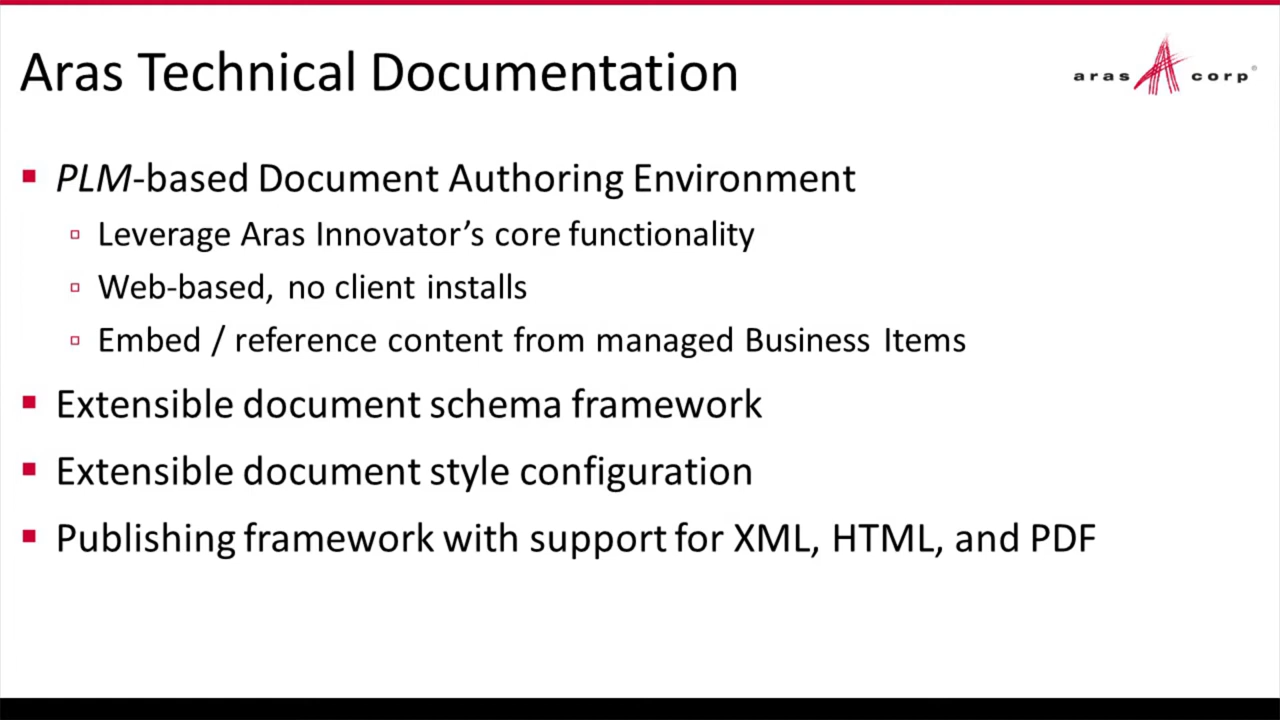 Aras Technical Documentation
aras corp®
PLM-based Document Authoring Environment
Leverage Aras Innovator’s core functionality
Web-based, no client installs
Embed / reference content from managed Business Items
Extensible document schema framework
Extensible document style configuration
Publishing framework with support for XML, HTML, and PDF